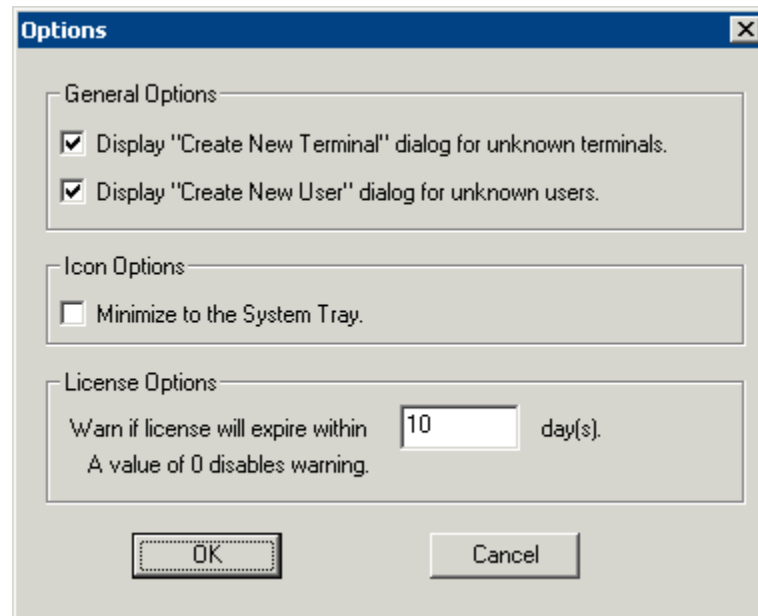 Options
General Options
Display "Create New Terminal" dialog for unknown terminals.
Display "Create New User" dialog for unknown users.
Icon Options
Minimize to the System Tray.
License Options
Warn if license will expire within 10 day(s).
A value of 0 disables warning.
OK Cancel